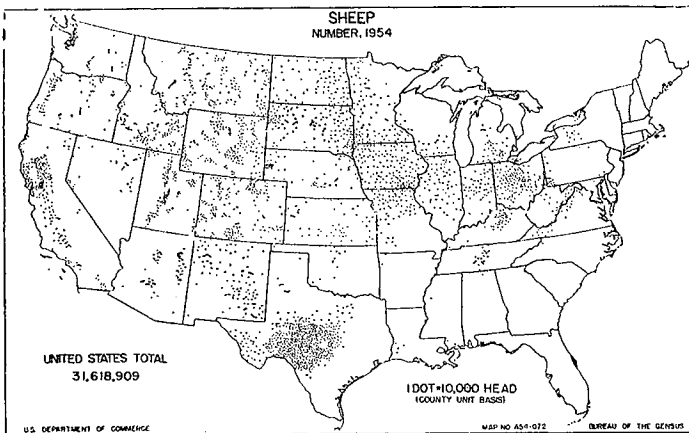 SHEEP
NUMBER, 1954
UNITED STATES TOTAL
31,618,909
1 DOT=10,000 HEAD
(COUNTY UNIT BASIS)
U.S. DEPARTMENT OF COMMERCE
MAP NO A54-072
BUREAU OF THE CENSUS